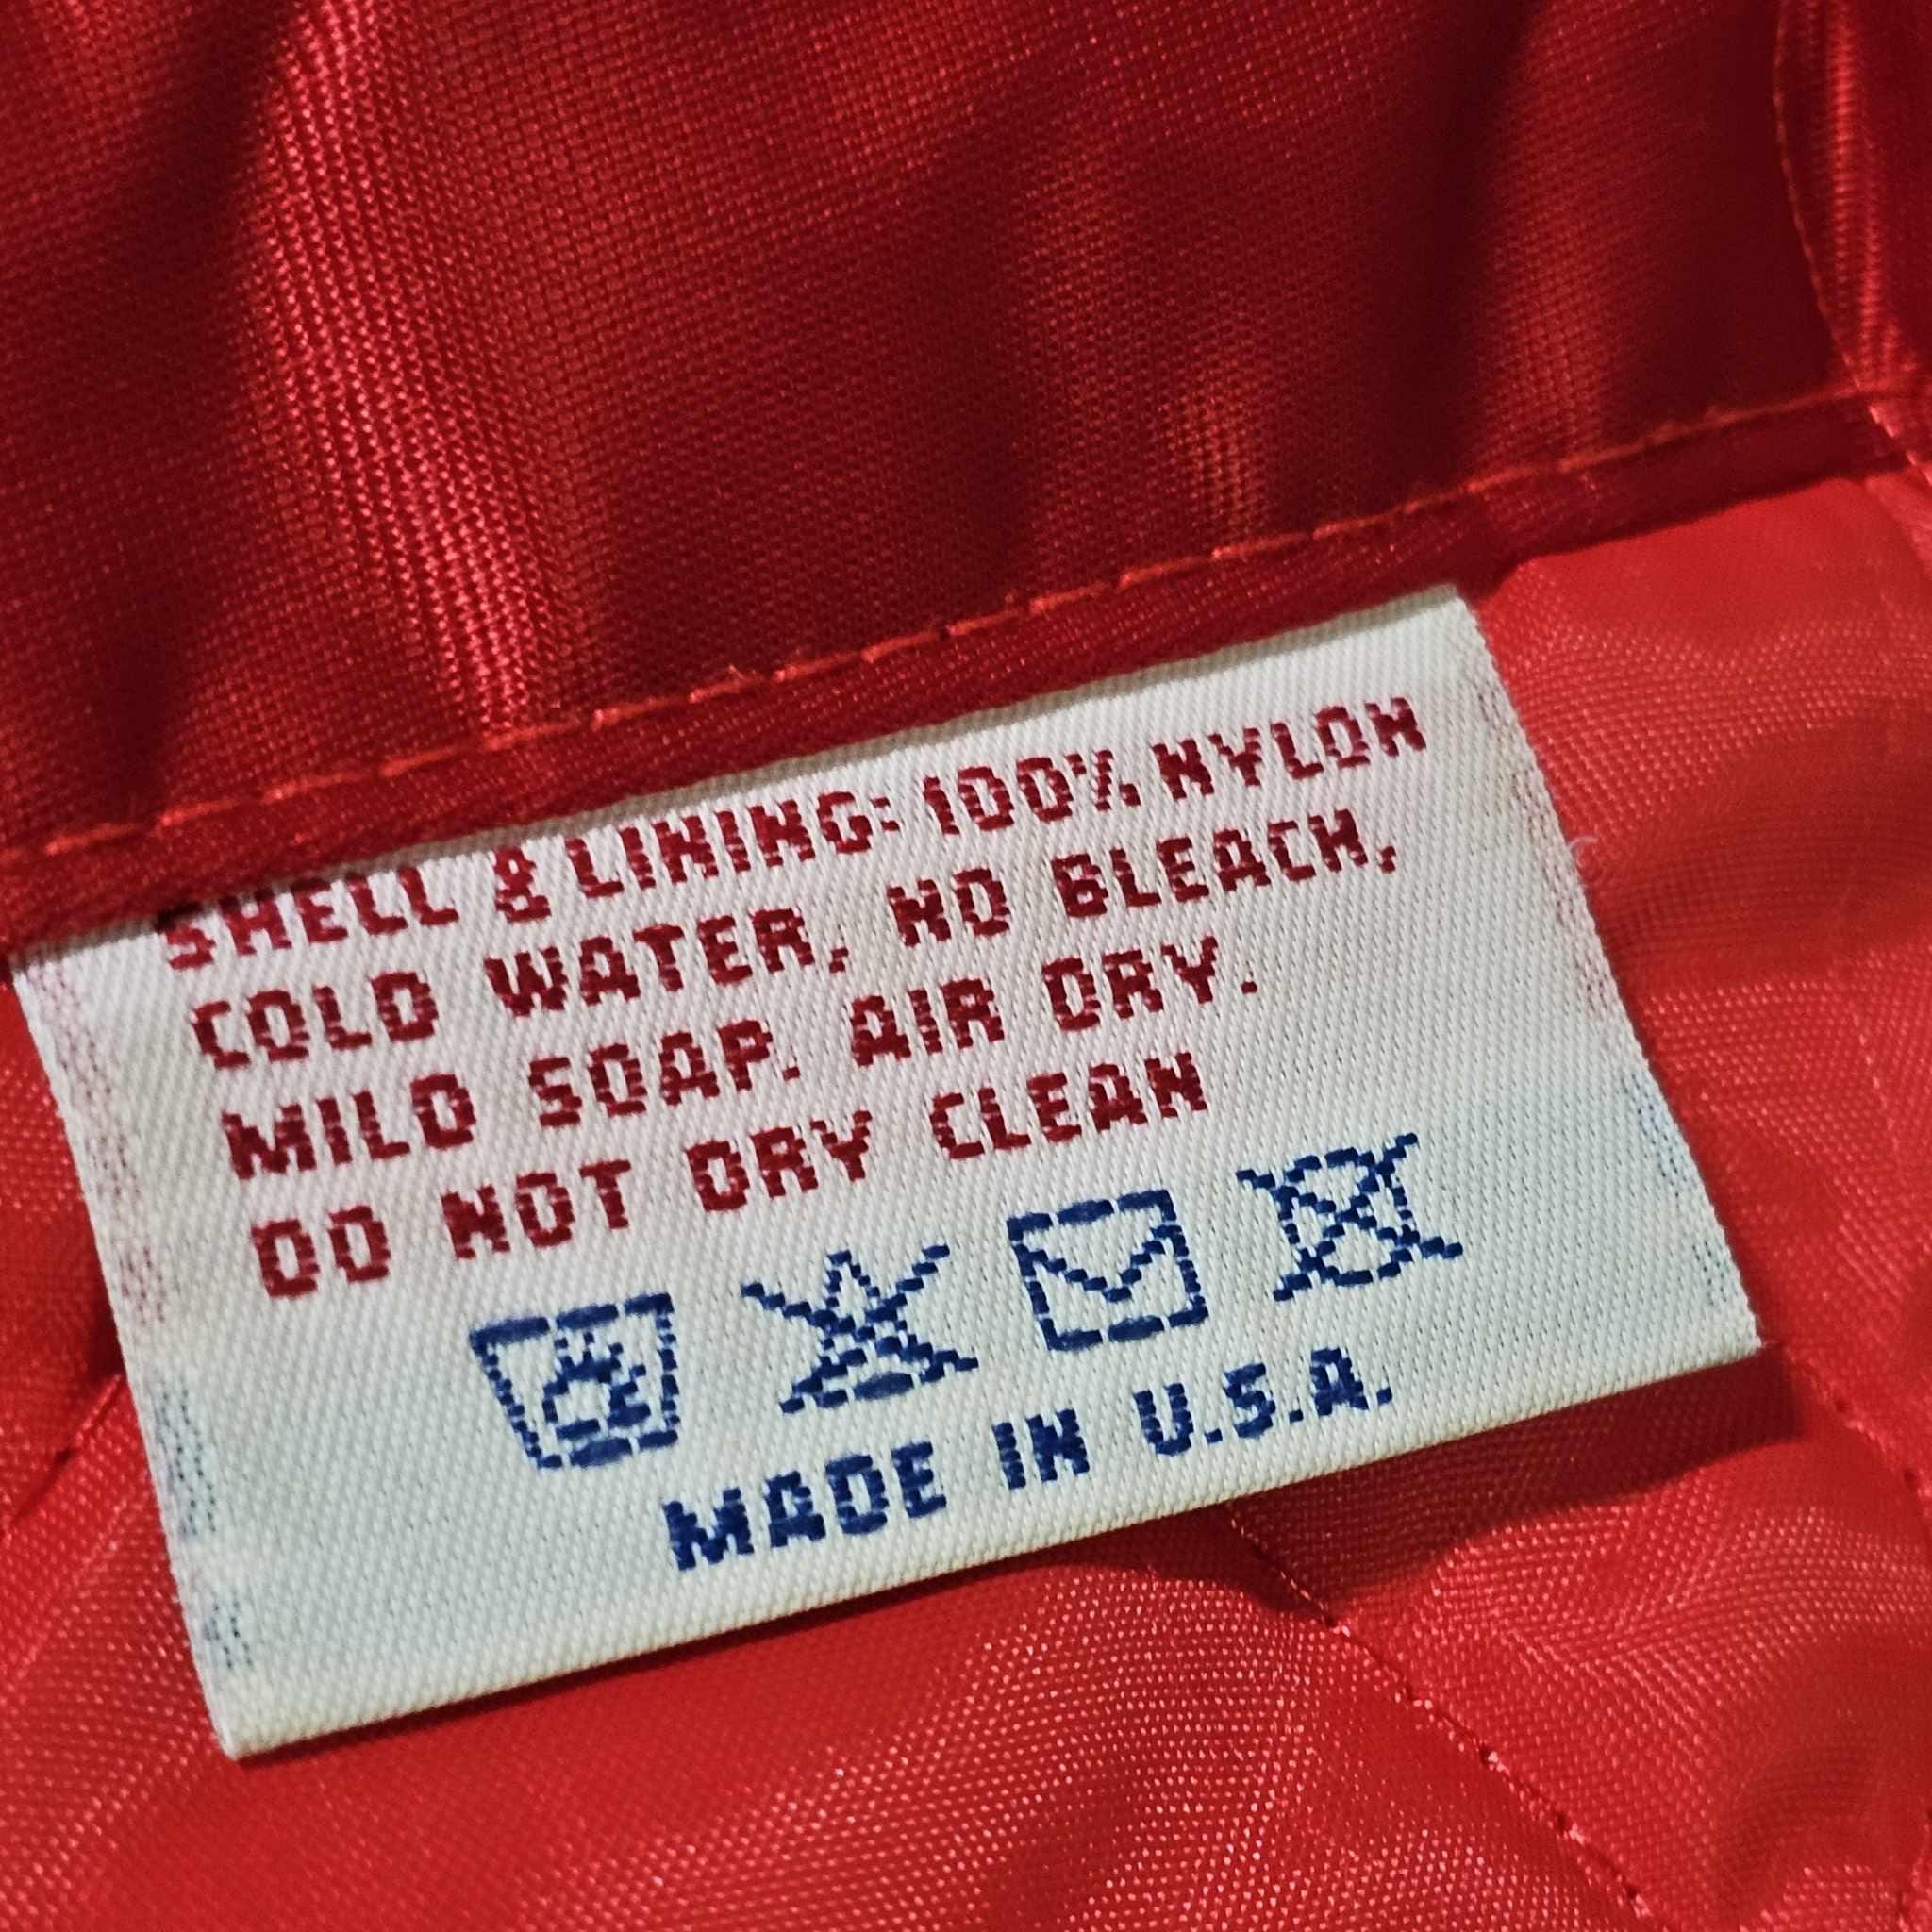 SHELL & LINING: 100% NYLON
COLD WATER, NO BLEACH,
MILD SOAP. AIR DRY.
DO NOT DRY CLEAN
MADE IN U.S.A.